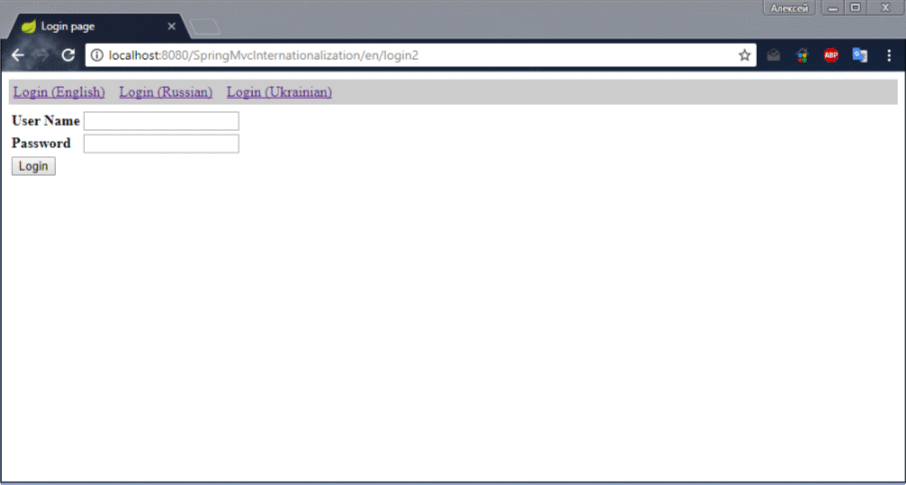 Алексей
Login page
localhost:8080/SpringMvcInternationalization/en/login2
ABP
Login (English) Login (Russian) Login (Ukrainian)
User Name
Password
Login